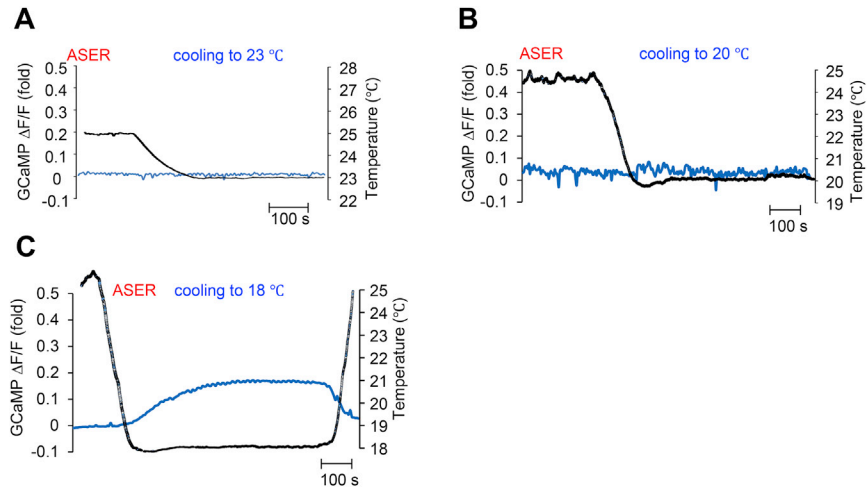 A
ASER
cooling to 23 ℃
GCaMP ΔF/F (fold)
0.5
0.4
0.3
0.2
0.1
0
-0.1
28
27
26
25
24
23
22
Temperature (℃)
100 s
B
ASER
cooling to 20 ℃
GCaMP ΔF/F (fold)
0.5
0.4
0.3
0.2
0.1
0
-0.1
25
24
23
22
21
20
19
Temperature (℃)
100 s
C
ASER
cooling to 18 ℃
GCaMP ΔF/F (fold)
0.5
0.4
0.3
0.2
0.1
0
-0.1
25
24
23
22
21
20
19
18
Temperature (℃)
100 s